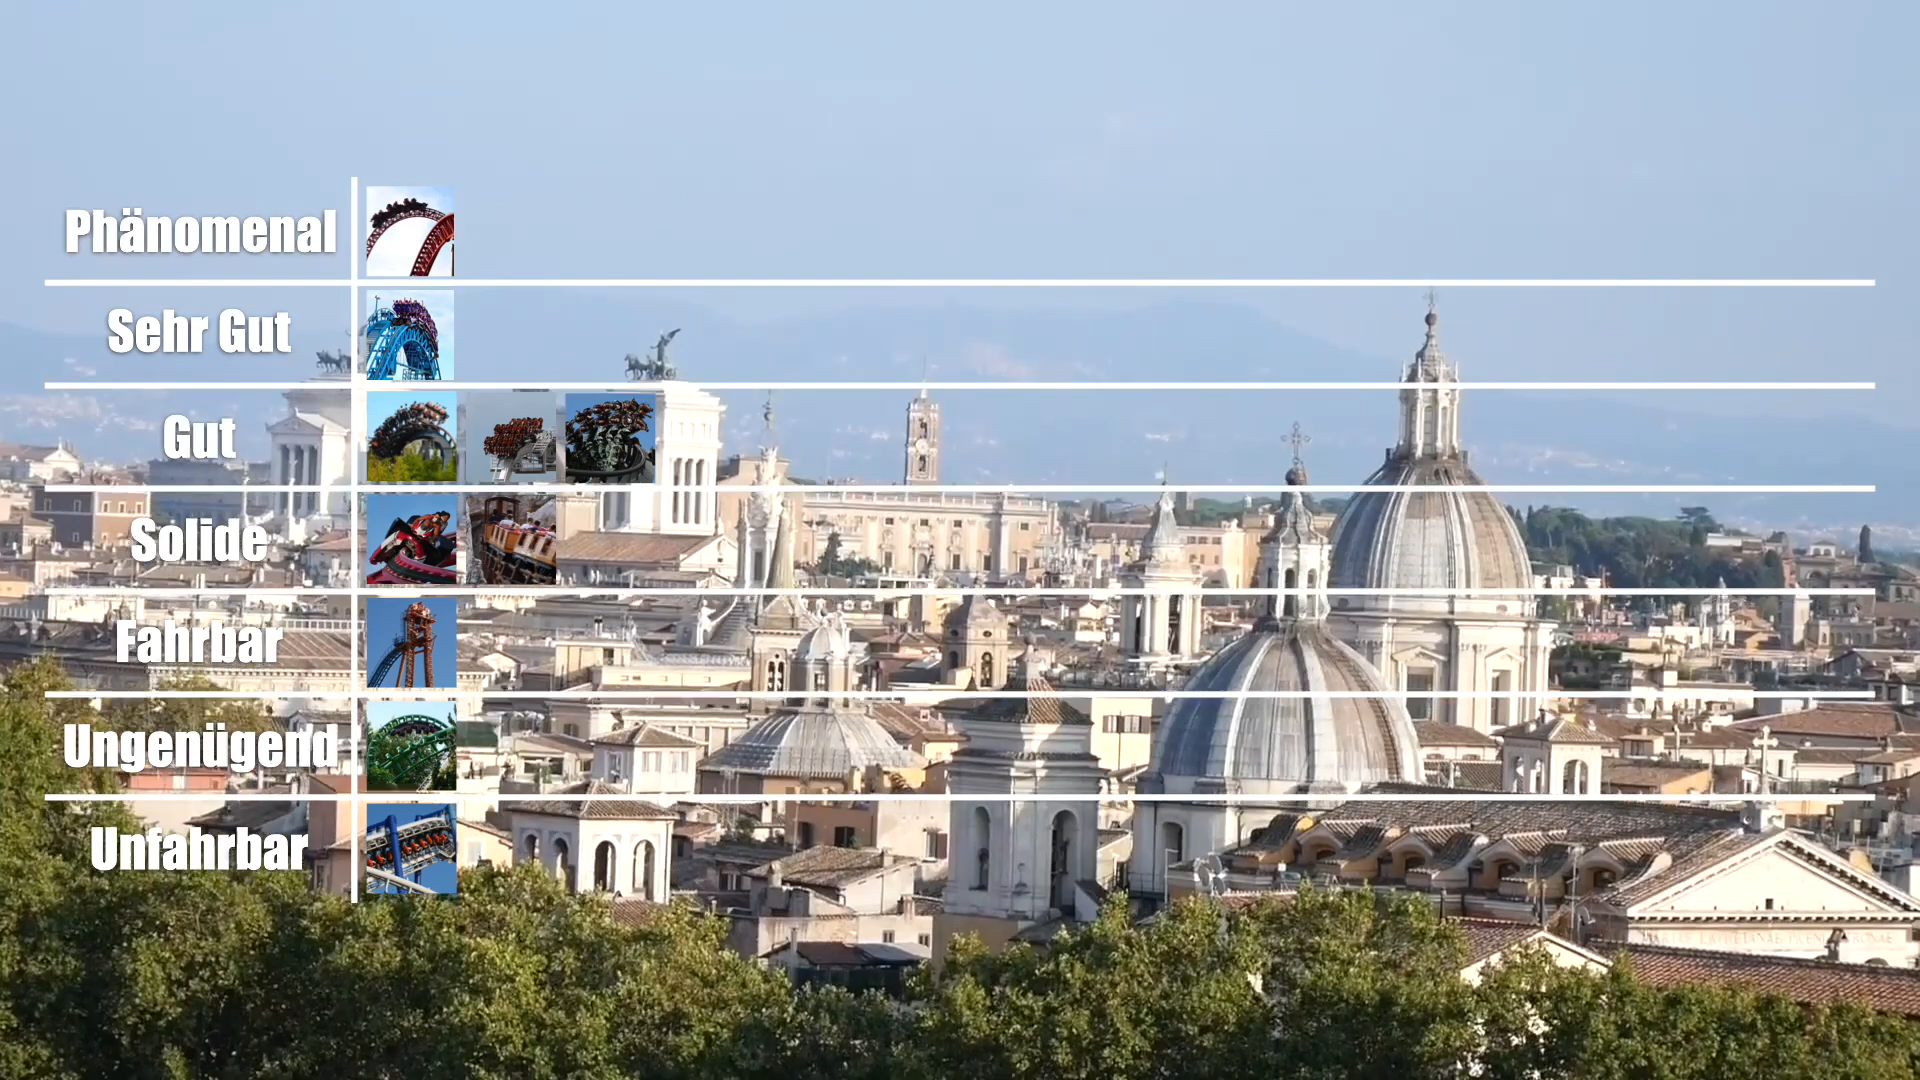 Phänomenal
Sehr Gut
Gut
Solide
Fahrbar
Ungenügend
Unfahrbar